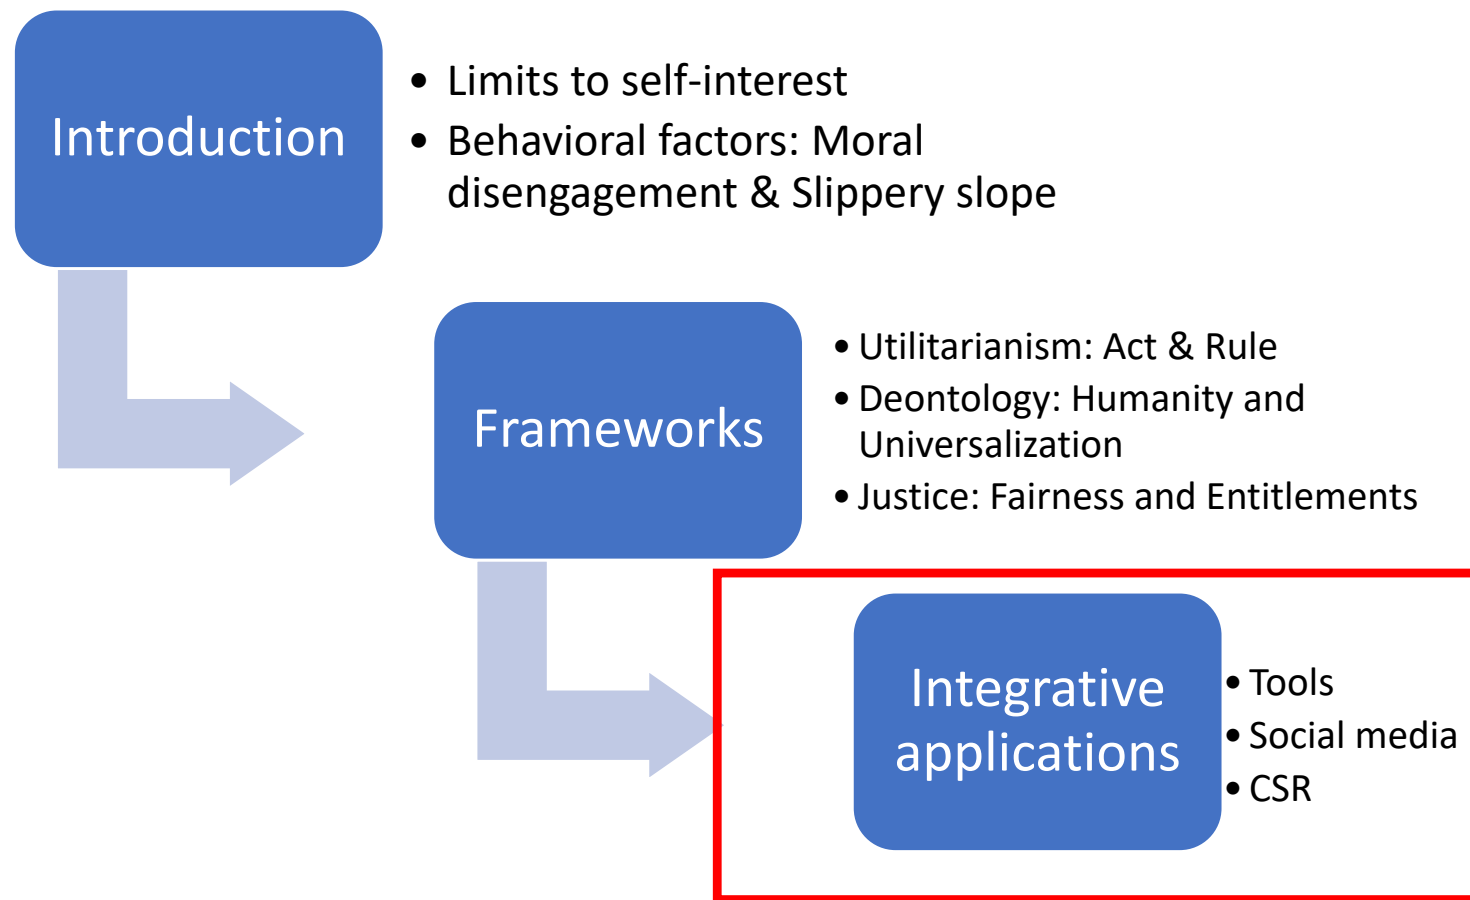 Introduction
• Limits to self-interest
• Behavioral factors: Moral
disengagement & Slippery slope
Frameworks
• Utilitarianism: Act & Rule
• Deontology: Humanity and
Universalization
• Justice: Fairness and Entitlements
Integrative
applications
• Tools
• Social media
• CSR